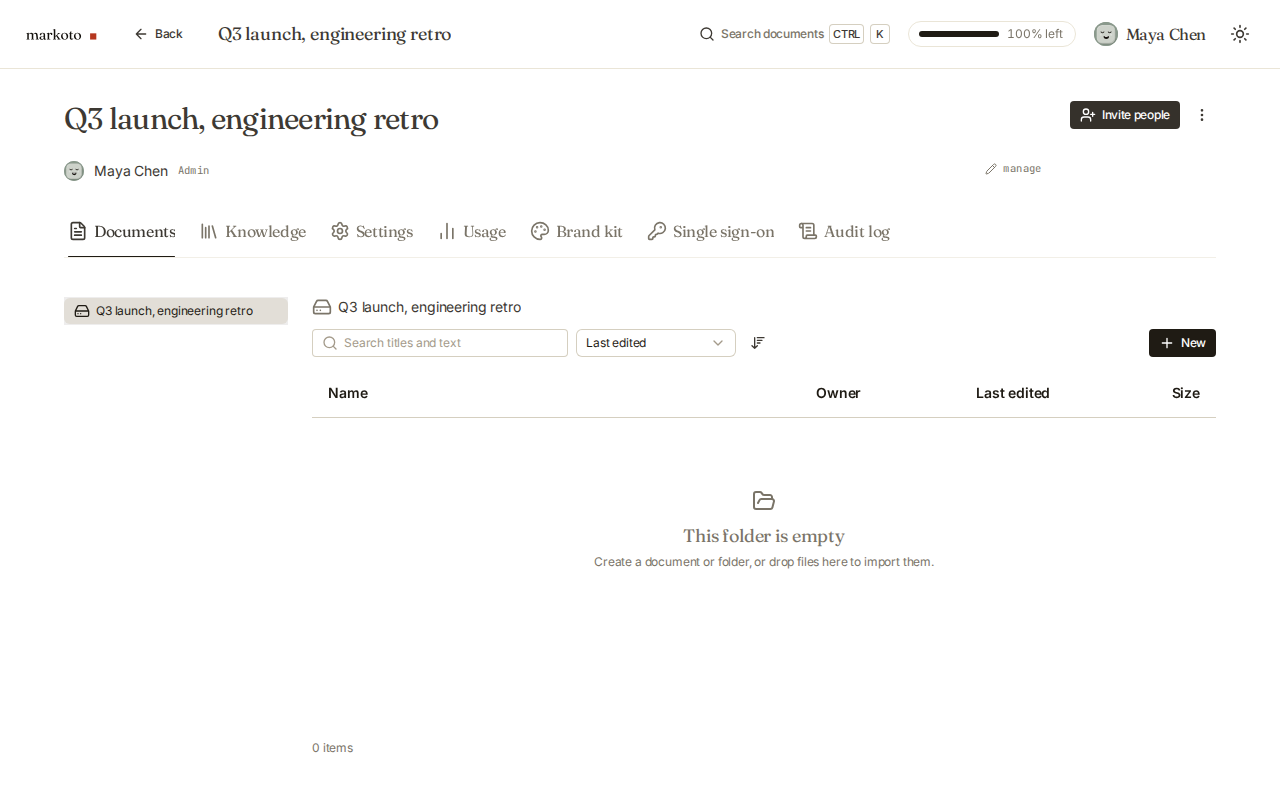 markoto
Back
Q3 launch, engineering retro
Search documents CTRL K
100% left
Maya Chen
Q3 launch, engineering retro
Invite people
Maya Chen Admin
manage
Documents
Knowledge
Settings
Usage
Brand kit
Single sign-on
Audit log
Q3 launch, engineering retro
Q3 launch, engineering retro
Search titles and text
Last edited
New
Name Owner Last edited Size
This folder is empty
Create a document or folder, or drop files here to import them.
0 items